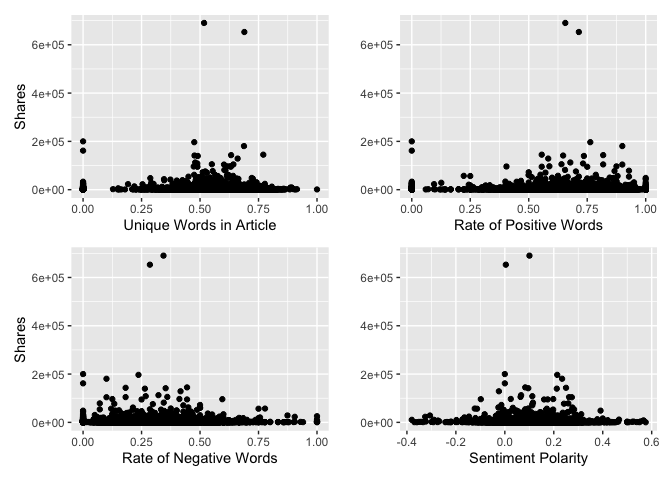 6e+05
4e+05
2e+05
0e+00
Shares
0.00 0.25 0.50 0.75 1.00
Unique Words in Article
6e+05
4e+05
2e+05
0e+00
0.00 0.25 0.50 0.75 1.00
Rate of Positive Words
6e+05
4e+05
2e+05
0e+00
Shares
0.00 0.25 0.50 0.75 1.00
Rate of Negative Words
6e+05
4e+05
2e+05
0e+00
-0.4 -0.2 0.0 0.2 0.4 0.6
Sentiment Polarity